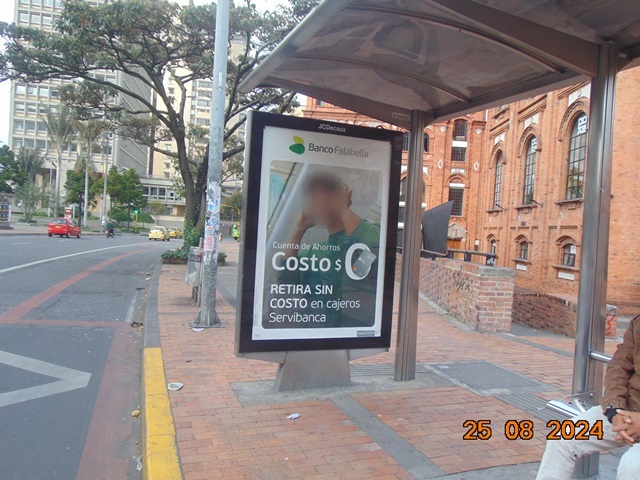 JCDecaux
Banco Falabella
Cuenta de Ahorros
Costo $0
RETIRA SIN
COSTO en cajeros
Servibanca
25 08 2024